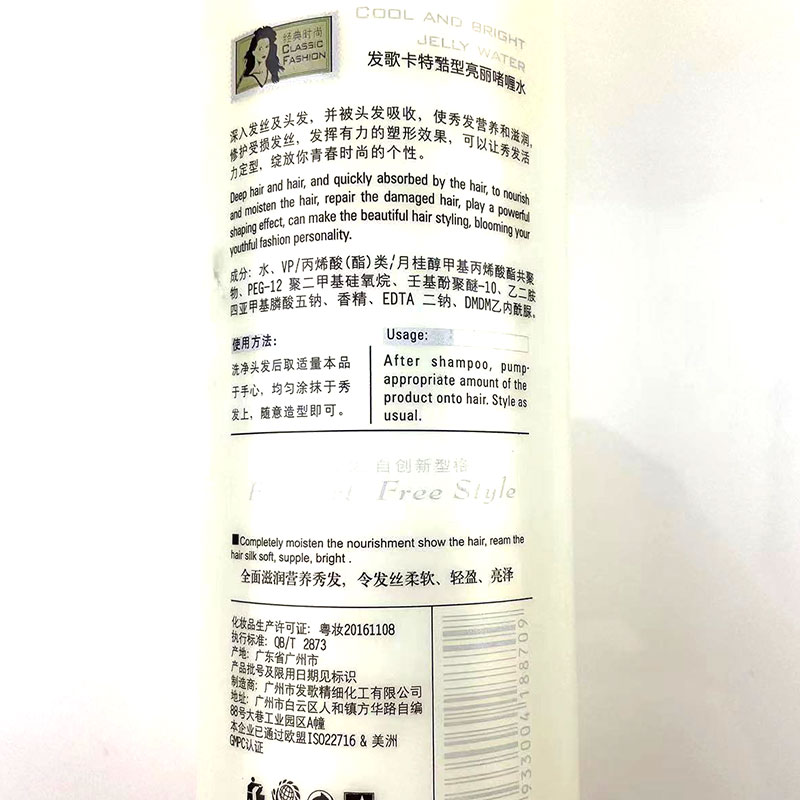 经典时尚
CLASSIC
FASHION
COOL AND BRIGHT
JELLY WATER
发歌卡特酷型亮丽啫喱水
深入发丝及头发，并被头发吸收，使秀发营养和滋润，
修护受损发丝，发挥有力的塑形效果，可以让秀发活
力定型，绽放你青春时尚的个性。
Deep hair and hair, and quickly absorbed by the hair, to nourish
and moisten the hair, repair the damaged hair, play a powerful
shaping effect, can make the beautiful hair styling, blooming your
youthful fashion personality.
成分：水、VP/丙烯酸(酯)类/月桂醇甲基丙烯酸酯共聚
物、PEG-12 聚二甲基硅氧烷、壬基酚聚醚-10、乙二胺
四亚甲基膦酸五钠、香精、EDTA 二钠、DMDM乙内酰脲。
使用方法：
洗净头发后取适量本品
于手心，均匀涂抹于秀
发上，随意造型即可。
Usage:
After shampoo, pump-
appropriate amount of the
product onto hair. Style as
usual.
自创新型格
Free Style
■Completely moisten the nourishment show the hair, ream the
hair silk soft, supple, bright .
全面滋润营养秀发，令发丝柔软、轻盈、亮泽
化妆品生产许可证：粤妆20161108
执行标准：QB/T 2873
产地：广东省广州市
产品批号及限用日期见标识
制造商：广州市发歌精细化工有限公司
地址：广州市白云区人和镇方华路自编
88号大巷工业园区A幢
本企业已通过欧盟ISO22716 & 美洲
GMPC认证
933004 188709